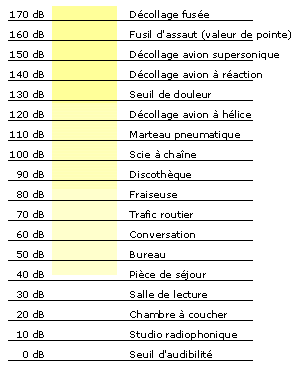 170 dB Décollage fusée
160 dB Fusil d'assaut (valeur de pointe)
150 dB Décollage avion supersonique
140 dB Décollage avion à réaction
130 dB Seuil de douleur
120 dB Décollage avion à hélice
110 dB Marteau pneumatique
100 dB Scie à chaîne
90 dB Discothèque
80 dB Fraiseuse
70 dB Trafic routier
60 dB Conversation
50 dB Bureau
40 dB Pièce de séjour
30 dB Salle de lecture
20 dB Chambre à coucher
10 dB Studio radiophonique
0 dB Seuil d'audibilité